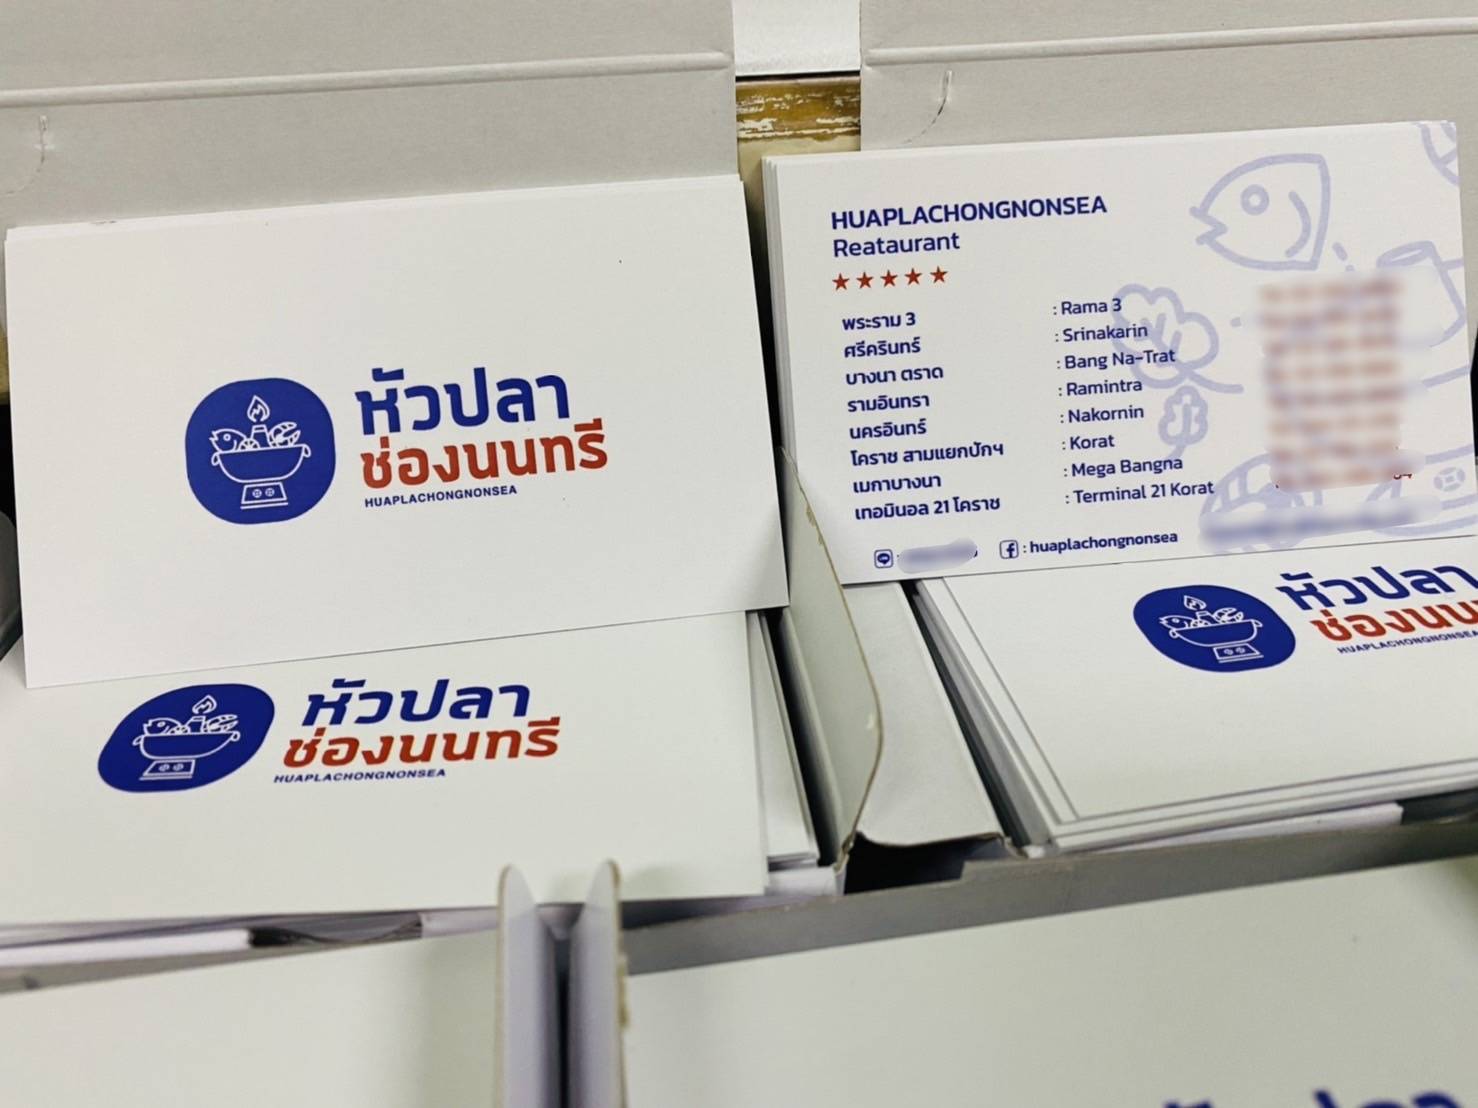 หัวปลา
ช่องนนทรี
HUAPLACHONGNONSEA
HUAPLACHONGNONSEA
Reataurant
พระราม 3 : Rama 3
ศรีครินทร์ : Srinakarin
บางนา ตราด : Bang Na-Trat
รามอินทรา : Ramintra
นครอินทร์ : Nakornin
โคราช สามแยกปักฯ : Korat
เมกาบางนา : Mega Bangna
เทอมินอล 21 โคราช : Terminal 21 Korat
: huaplachongnonsea
หัวปลา
ช่องนนทรี
HUAPLACHONGNONSEA
หัวปลา
HUAPLACHONGNONSEA